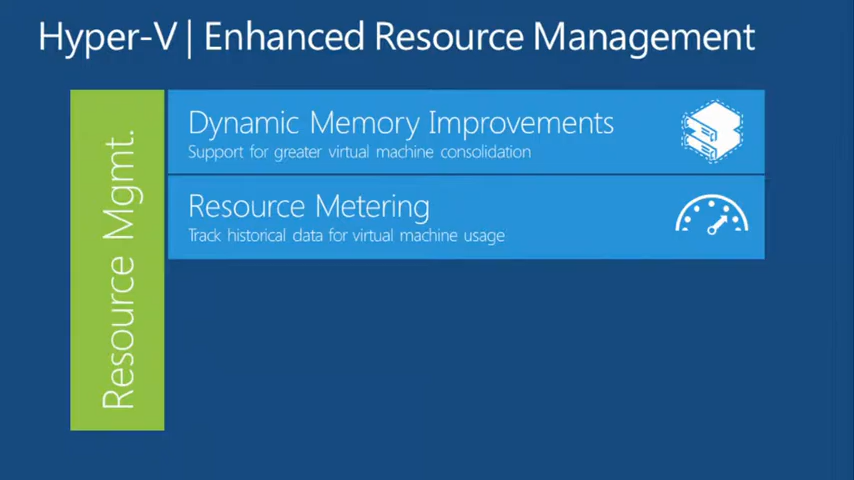 Hyper-V | Enhanced Resource Management
Resource Mgmt.
Dynamic Memory Improvements
Support for greater virtual machine consolidation
Resource Metering
Track historical data for virtual machine usage